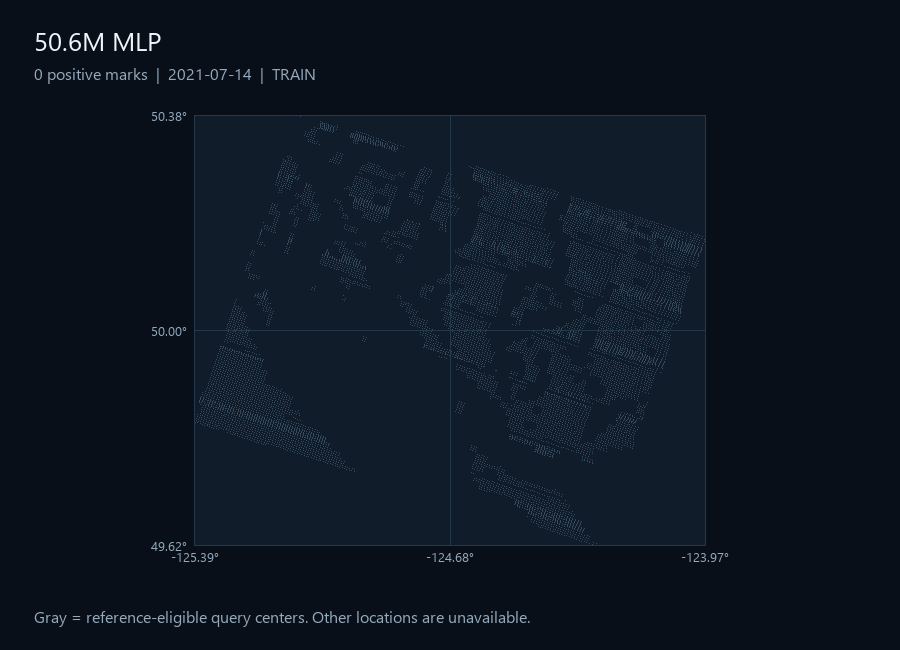 50.6M MLP
0 positive marks | 2021-07-14 | TRAIN
50.38°
50.00°
49.62°
-125.39° -124.68° -123.97°
Gray = reference-eligible query centers. Other locations are unavailable.